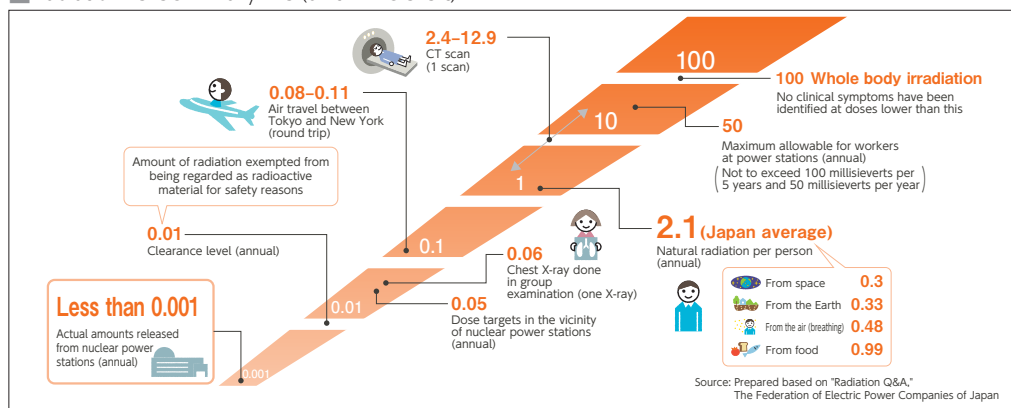 2.4–12.9
CT scan
(1 scan)
0.08–0.11
Air travel between
Tokyo and New York
(round trip)
Amount of radiation exempted from
being regarded as radioactive
material for safety reasons
0.01
Clearance level (annual)
Less than 0.001
Actual amounts released
from nuclear power
stations (annual)
100
10
1
0.1
0.01
0.001
100 Whole body irradiation
No clinical symptoms have been
identified at doses lower than this
50
Maximum allowable for workers
at power stations (annual)
(Not to exceed 100 millisieverts per
5 years and 50 millisieverts per year)
2.1 (Japan average)
Natural radiation per person
(annual)
From space 0.3
From the Earth 0.33
From the air (breathing) 0.48
From food 0.99
0.06
Chest X-ray done
in group
examination (one X-ray)
0.05
Dose targets in the vicinity
of nuclear power stations
(annual)
Source: Prepared based on "Radiation Q&A,"
The Federation of Electric Power Companies of Japan